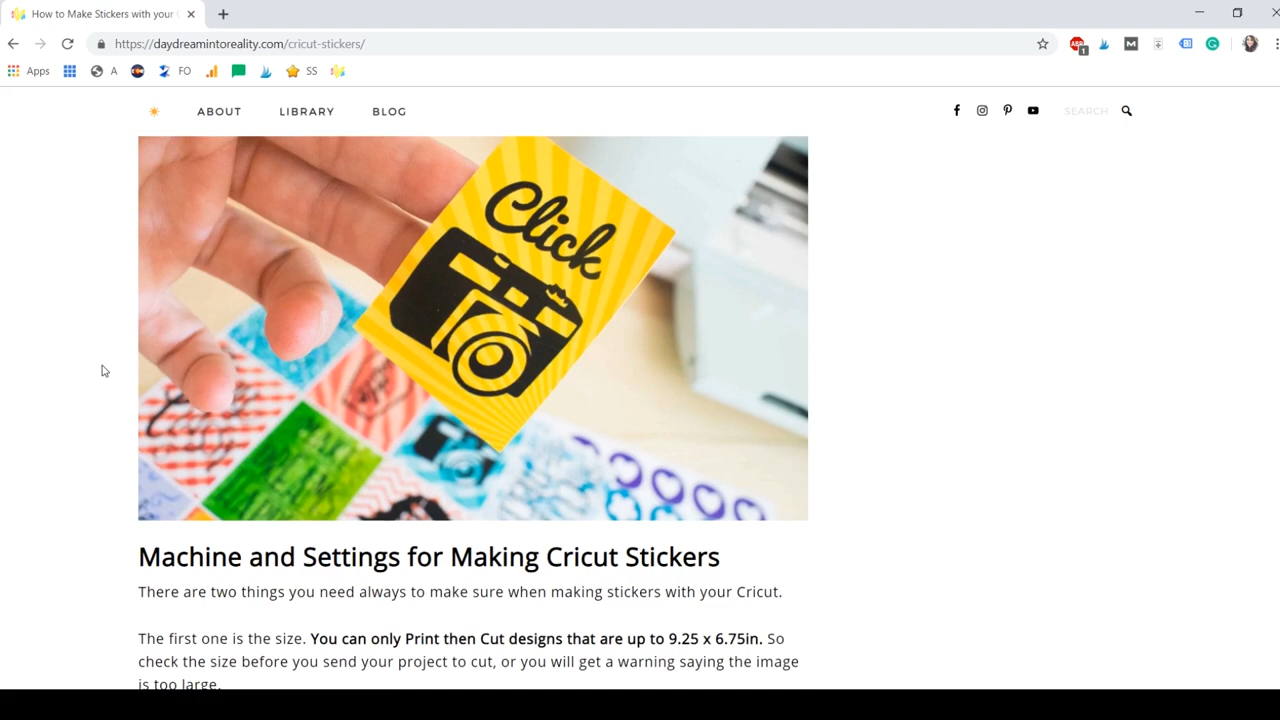 How to Make Stickers with your
https://daydreamintoreality.com/cricut-stickers/
ABP
1
M
G
Apps
A
FO
SS
ABOUT
LIBRARY
BLOG
SEARCH
Click
Machine and Settings for Making Cricut Stickers
There are two things you need always to make sure when making stickers with your Cricut.
The first one is the size. You can only Print then Cut designs that are up to 9.25 x 6.75in. So
check the size before you send your project to cut, or you will get a warning saying the image
is too large.